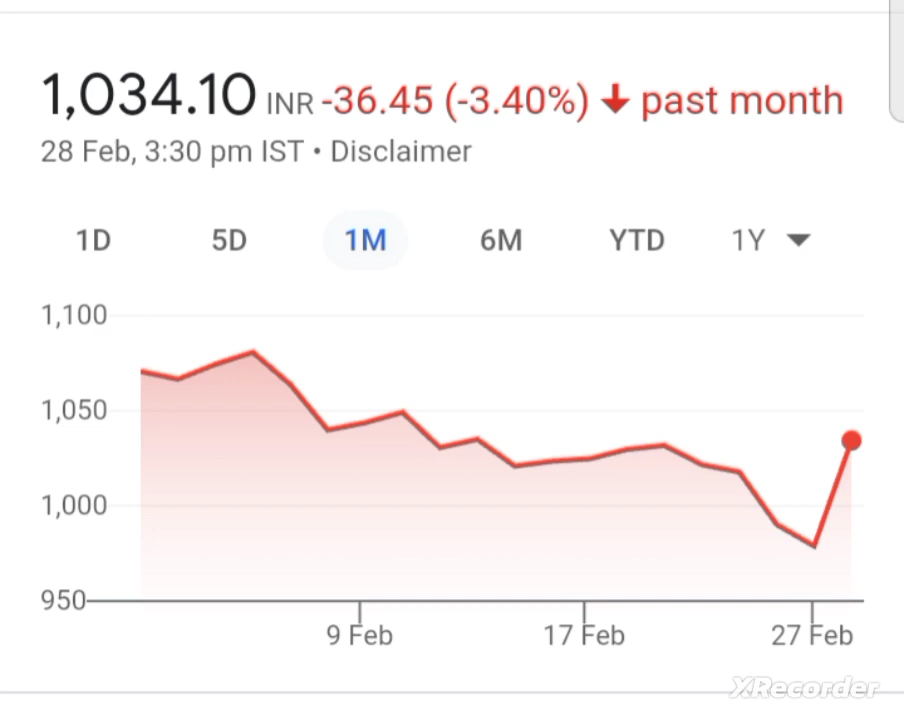 1,034.10 INR -36.45 (-3.40%) ↓ past month
28 Feb, 3:30 pm IST • Disclaimer
1D 5D 1M 6M YTD 1Y
1,100
1,050
1,000
950
9 Feb 17 Feb 27 Feb
XRecorder